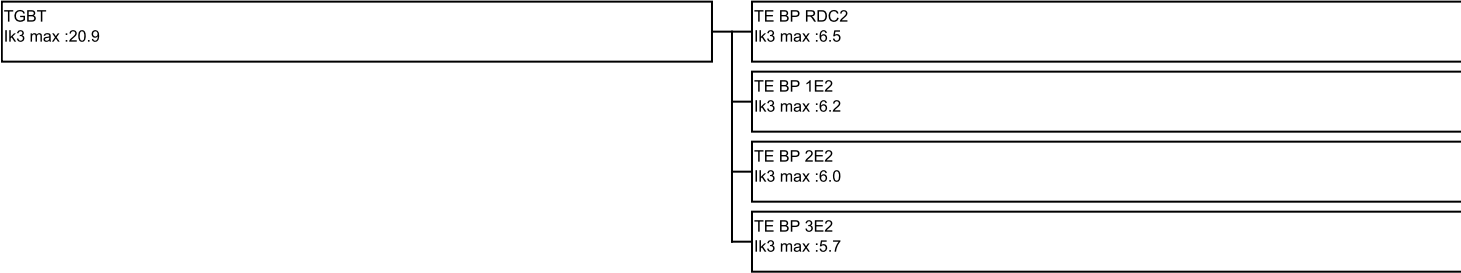 TGBT
Ik3 max :20.9
TE BP RDC2
Ik3 max :6.5
TE BP 1E2
Ik3 max :6.2
TE BP 2E2
Ik3 max :6.0
TE BP 3E2
Ik3 max :5.7